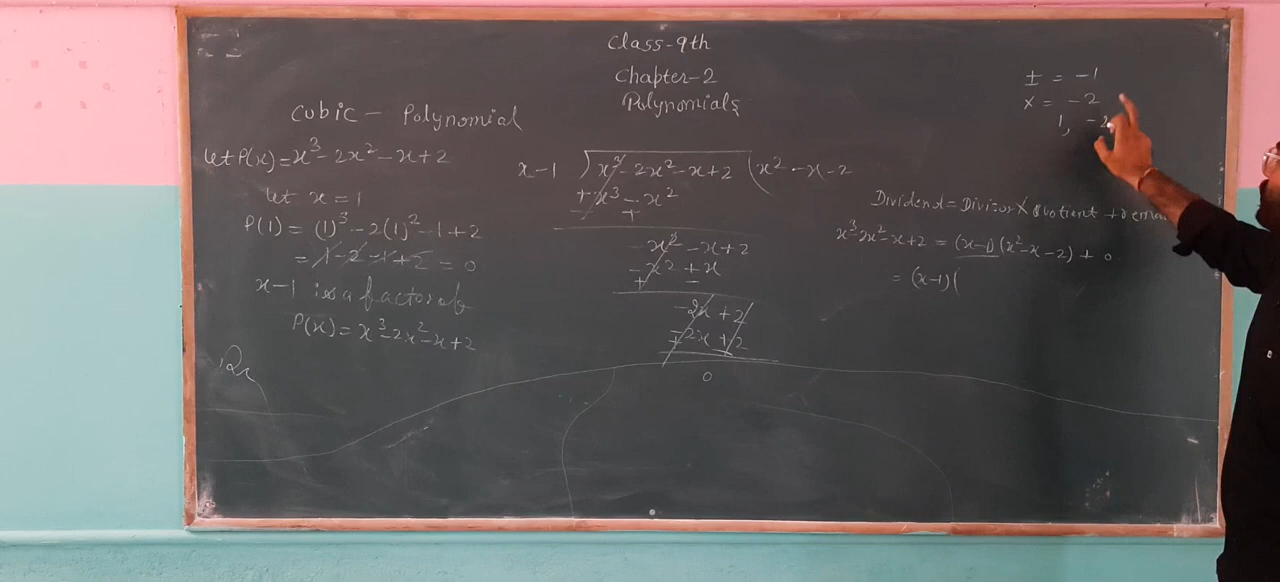 Class-9th
Chapter-2
Polynomials
Cubic - Polynomial
Let P(x) = x³ - 2x² - x + 2
let x = 1
P(1) = (1)³ - 2(1)² - 1 + 2
= 1 - 2 - 1 + 2 = 0
x-1 is a factor of
P(x) = x³ - 2x² - x + 2
x-1 ) x³ - 2x² - x + 2 ( x² - x - 2
+ x³ - x²
- +
- x² - x + 2
- x² + x
+ -
- 2x + 2
- 2x + 2
0
± = -1
× = -2
1, -2
Dividend = Divisor × Quotient +
x³ 2x² - x + 2 = (x-1) (x² - x - 2) + 0
= (x-1) (